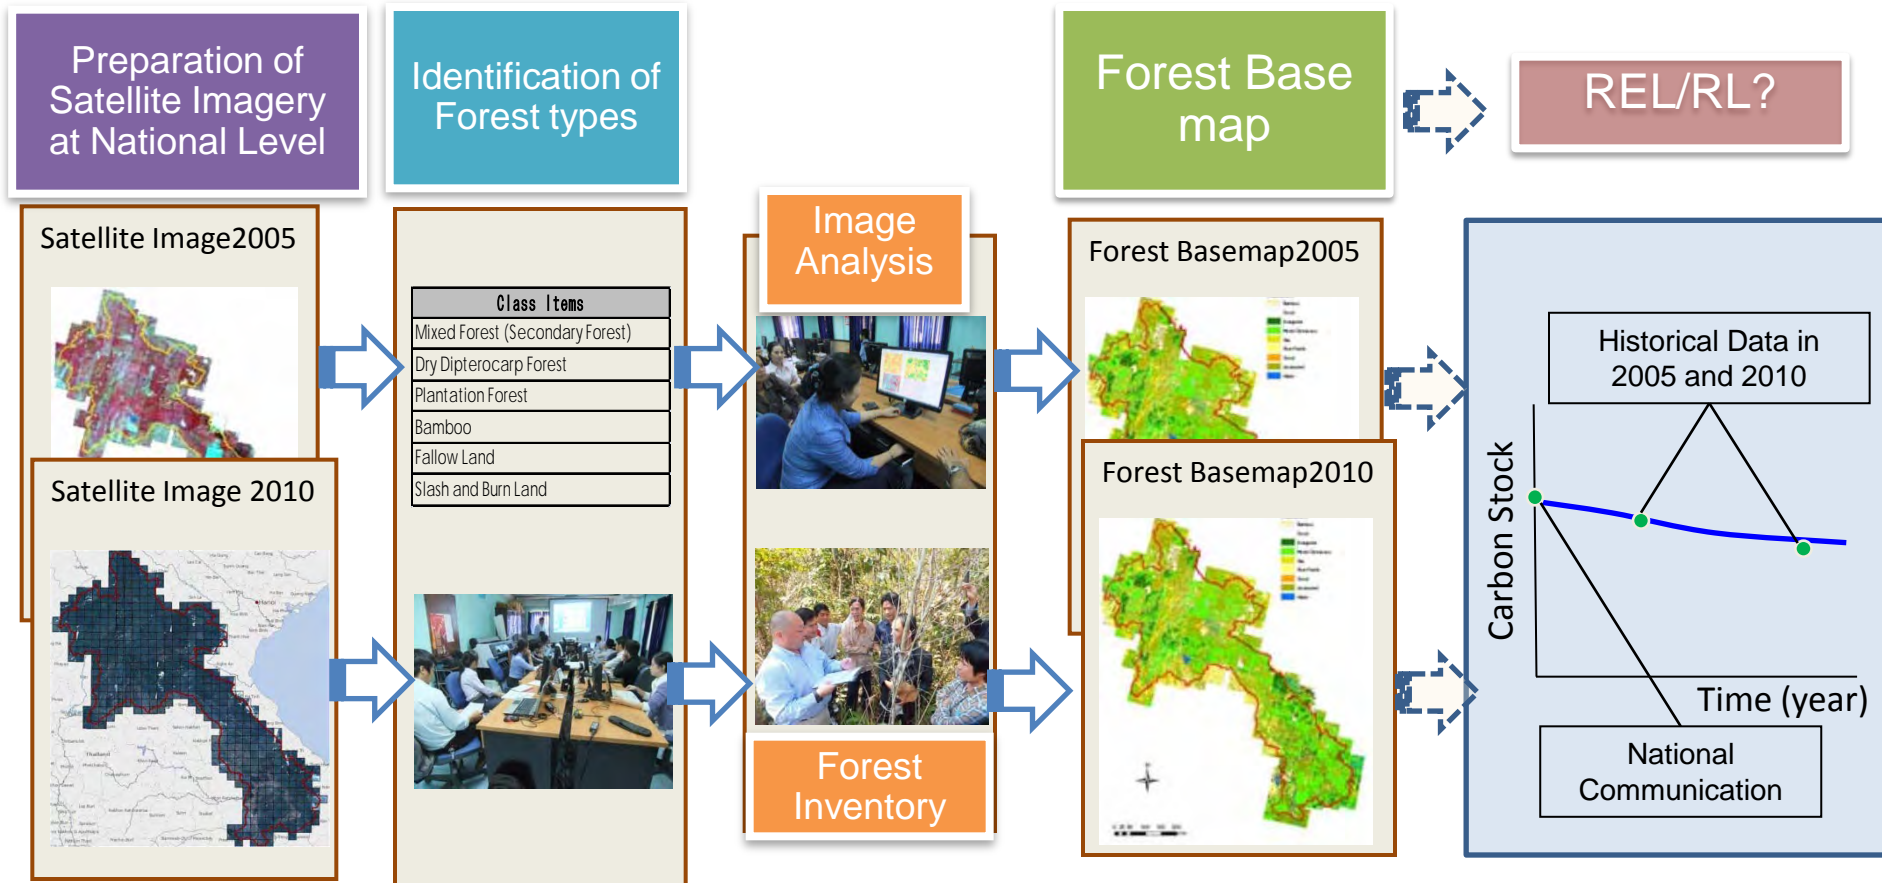 Preparation of
Satellite Imagery
at National Level
Identification of
Forest types
Forest Base
map
REL/RL?
Satellite Image2005
Satellite Image 2010
Class Items
Mixed Forest (Secondary Forest)
Dry Dipterocarp Forest
Plantation Forest
Bamboo
Fallow Land
Slash and Burn Land
Image
Analysis
Forest
Inventory
Forest Basemap2005
Forest Basemap2010
Historical Data in
2005 and 2010
Carbon Stock
Time (year)
National
Communication